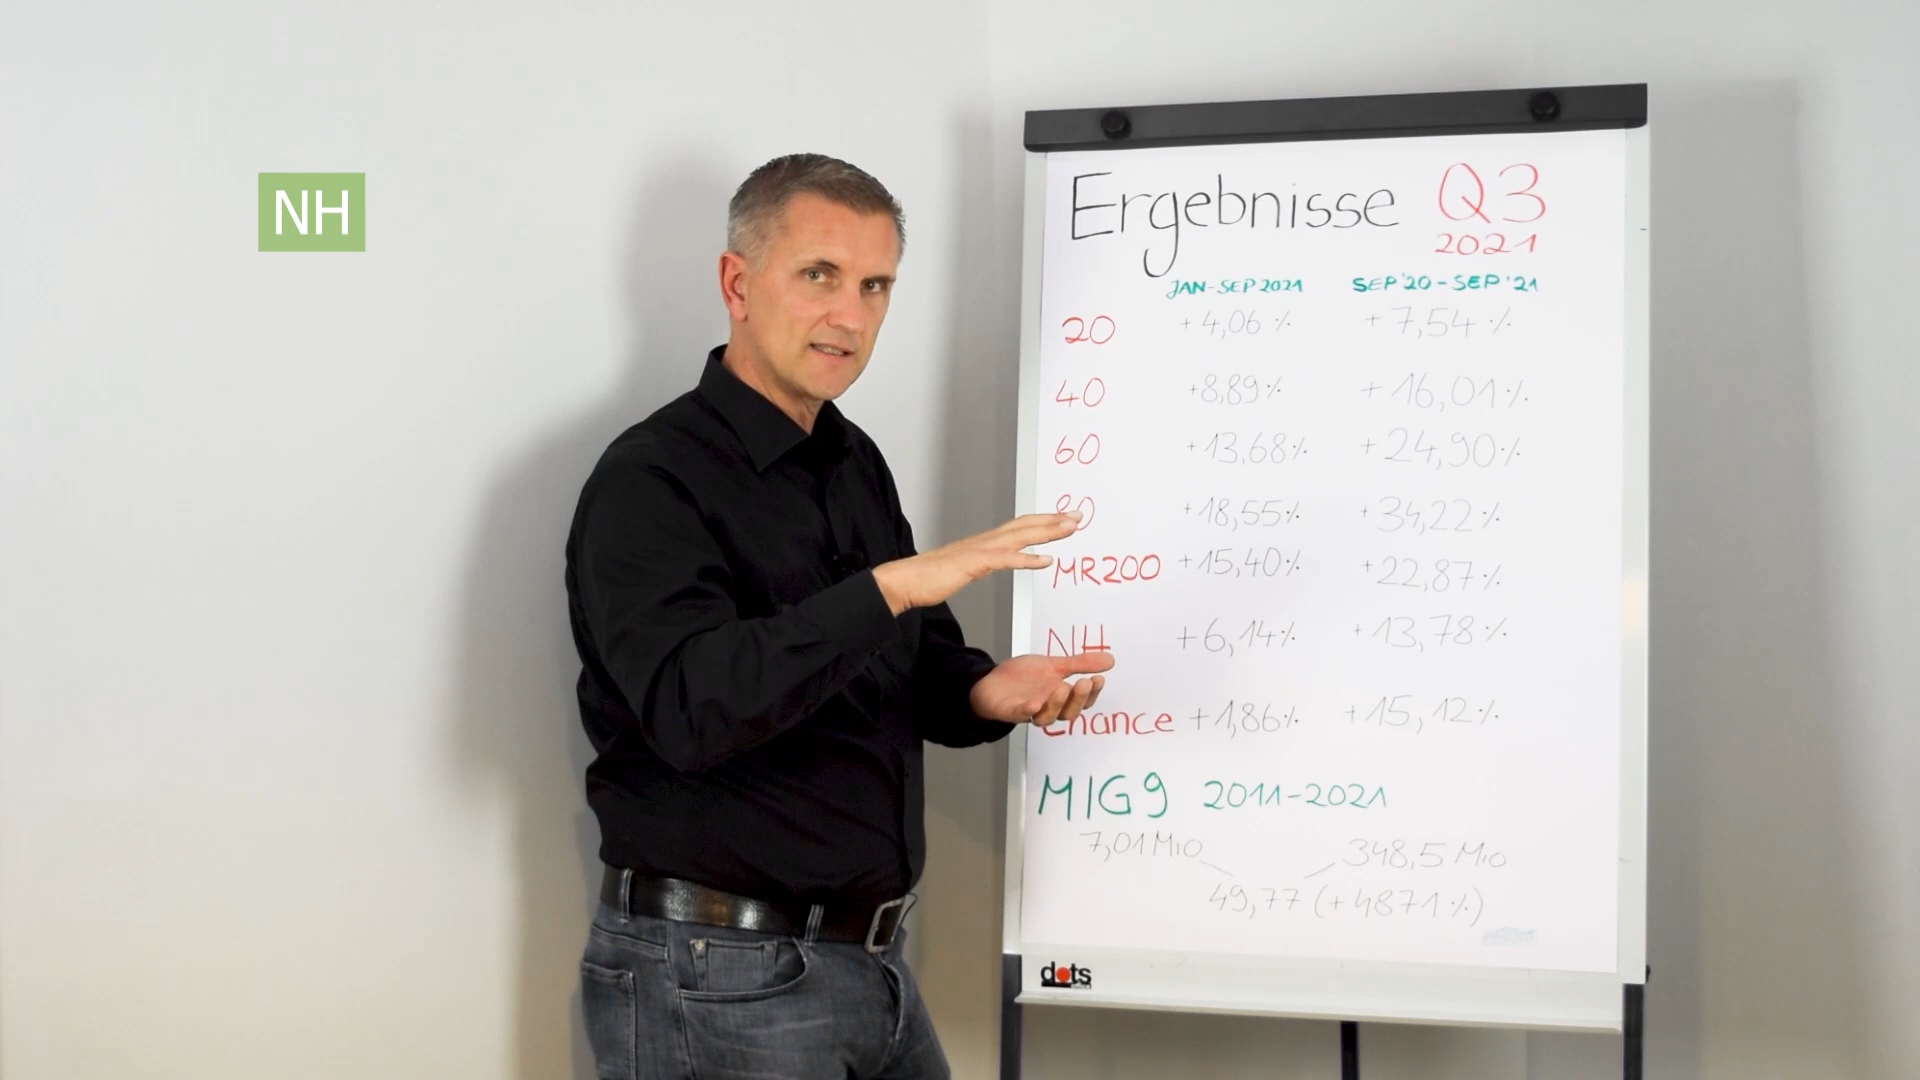 NH
Ergebnisse Q3
2021
JAN-SEP 2021 SEP '20 - SEP '21
20 +4,06 % +7,54 %
40 +8,89 % +16,01 %
60 +13,68 % +24,90 %
80 +18,55 % +34,22 %
MR200 +15,40 % +22,87 %
NH +6,14 % +13,78 %
Chance +1,86 % +15,12 %
MIG9 2011-2021
7,01 Mio 348,5 Mio
49,77 (+4871 %)
dots